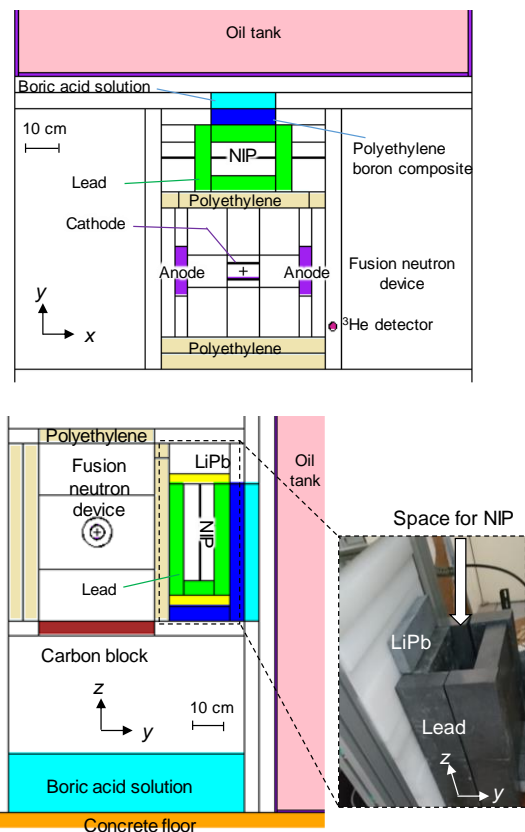 Oil tank
Boric acid solution
10 cm
NIP
Polyethylene
boron composite
Lead
Polyethylene
Cathode
Anode
+
Anode
Fusion neutron
device
y
x
³He detector
Polyethylene
Polyethylene
LiPb
Fusion
neutron
device
Oil
tank
NIP
Space for NIP
Lead
LiPb
Carbon block
z
y
10 cm
Lead
z
y
Boric acid solution
Concrete floor